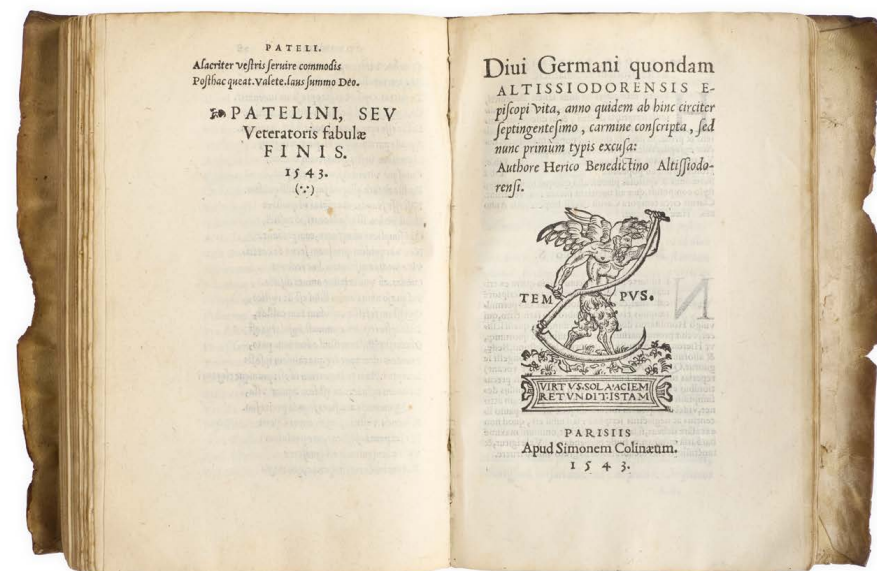 PATELI.
Alacriter vestris servire commodis
Posthac queat. Valete. laus summo Deo.
PATELINI, SEV
Veteratoris fabulæ
FINIS.
1543.
(∵)
Diui Germani quondam
ALTISSIODORENSIS E-
piſcopi vita, anno quidem ab hinc circiter
ſeptingenteſimo, carmine conſcripta, ſed
nunc primùm typis excuſa:
Authore Herico Benedictino Altiſſiodo-
renſi.
TEM PVS.
VIRTVS.SOLA.ACIEM
RETVNDIT.ISTAM
PARISIIS
Apud Simonem Colinæum.
1543.